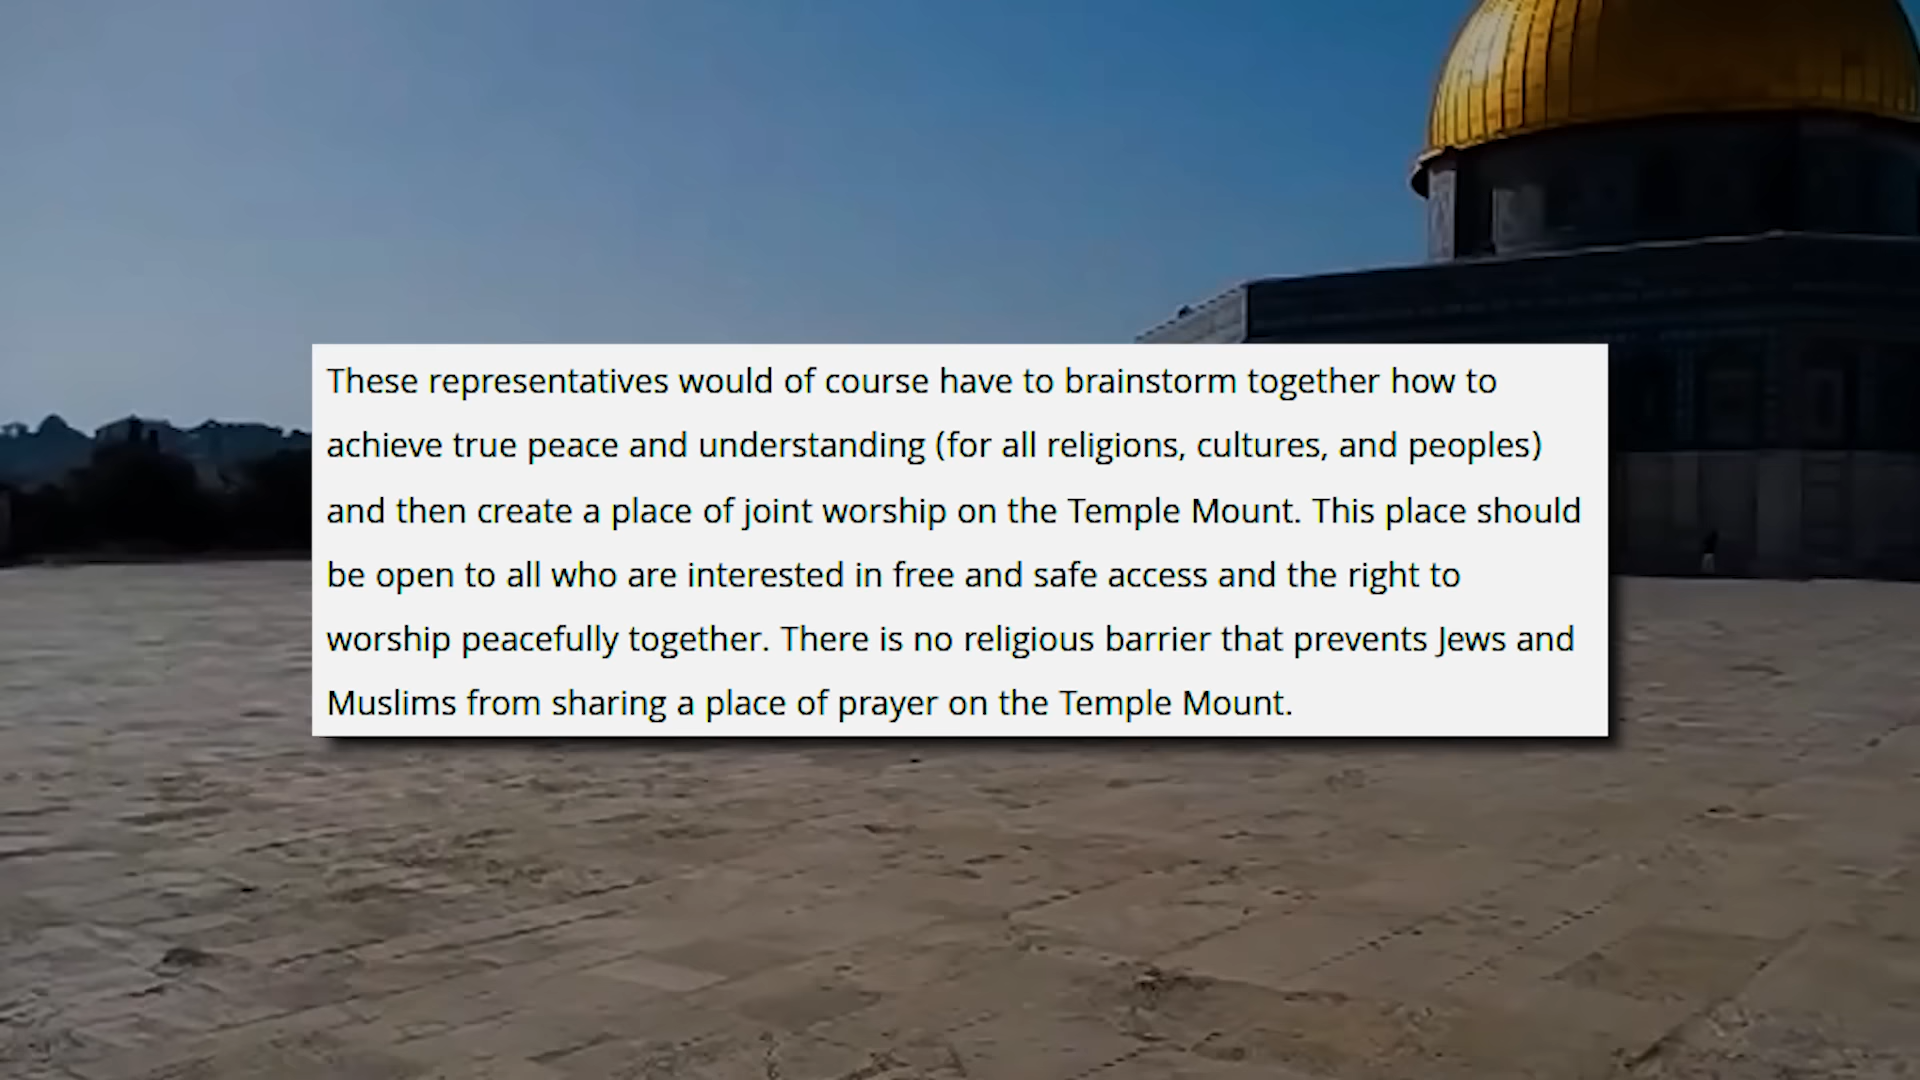 These representatives would of course have to brainstorm together how to
achieve true peace and understanding (for all religions, cultures, and peoples)
and then create a place of joint worship on the Temple Mount. This place should
be open to all who are interested in free and safe access and the right to
worship peacefully together. There is no religious barrier that prevents Jews and
Muslims from sharing a place of prayer on the Temple Mount.